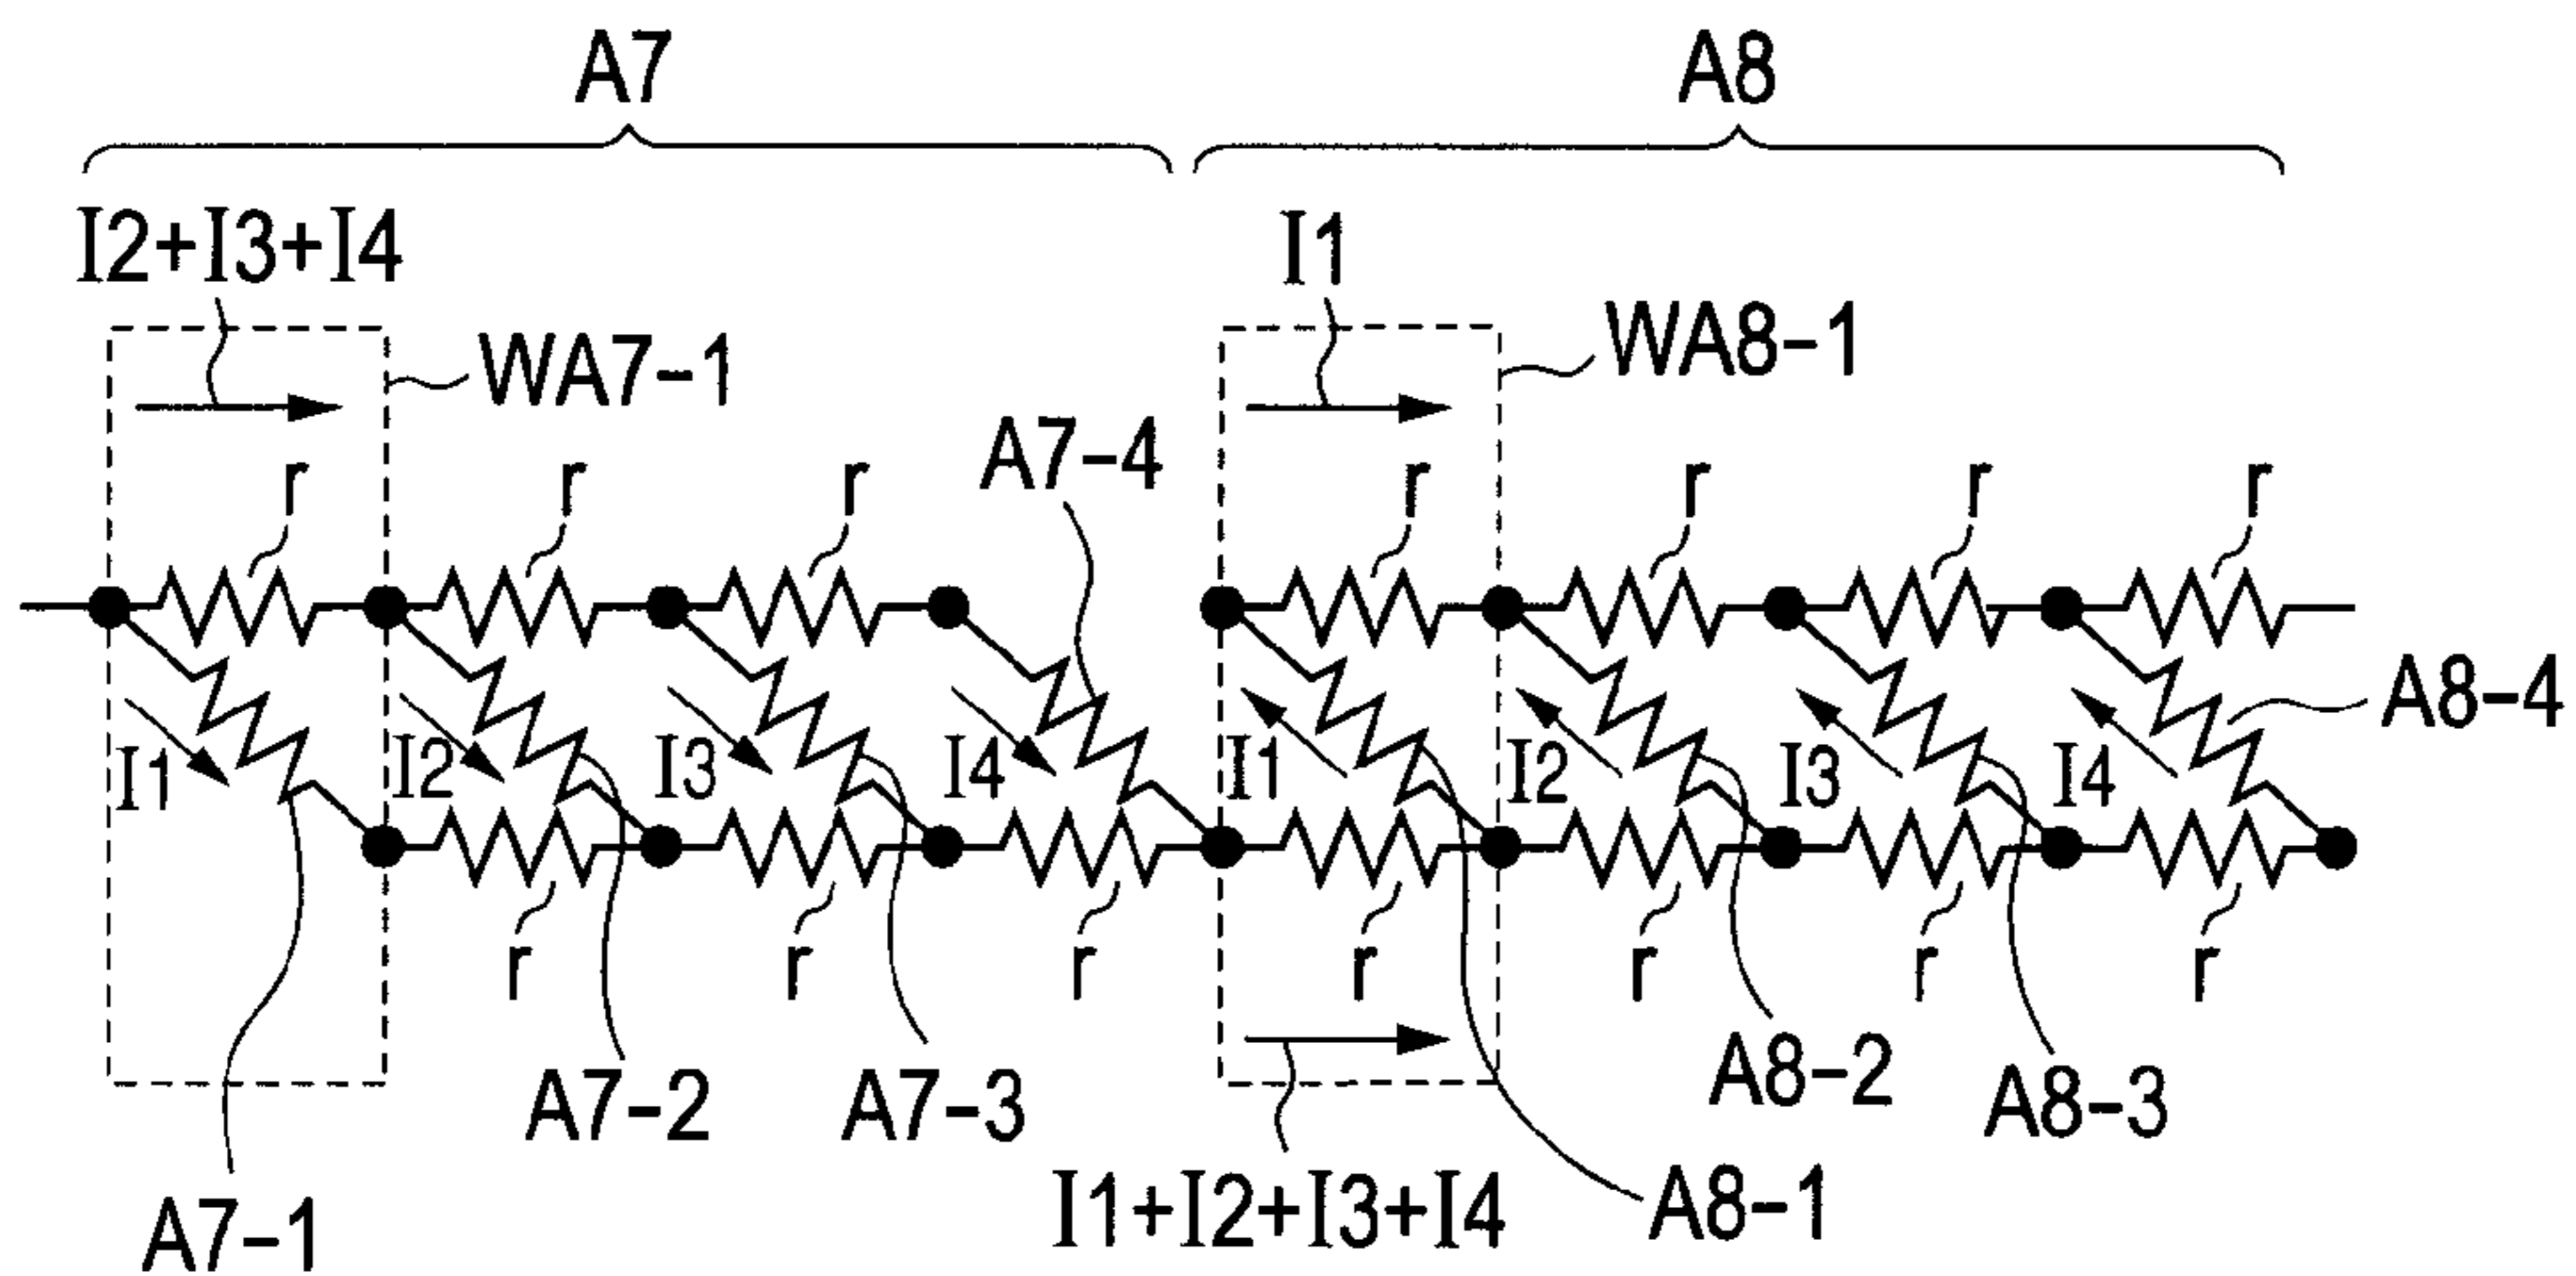 A7 A8
I2+I3+I4 I1
WA7-1 WA8-1
A7-4
r r r r r r r
A8-4
I1 I2 I3 I4 I1 I2 I3 I4
r r r r r r r
A7-2 A7-3 A8-2 A8-3
A7-1 I1+I2+I3+I4 A8-1